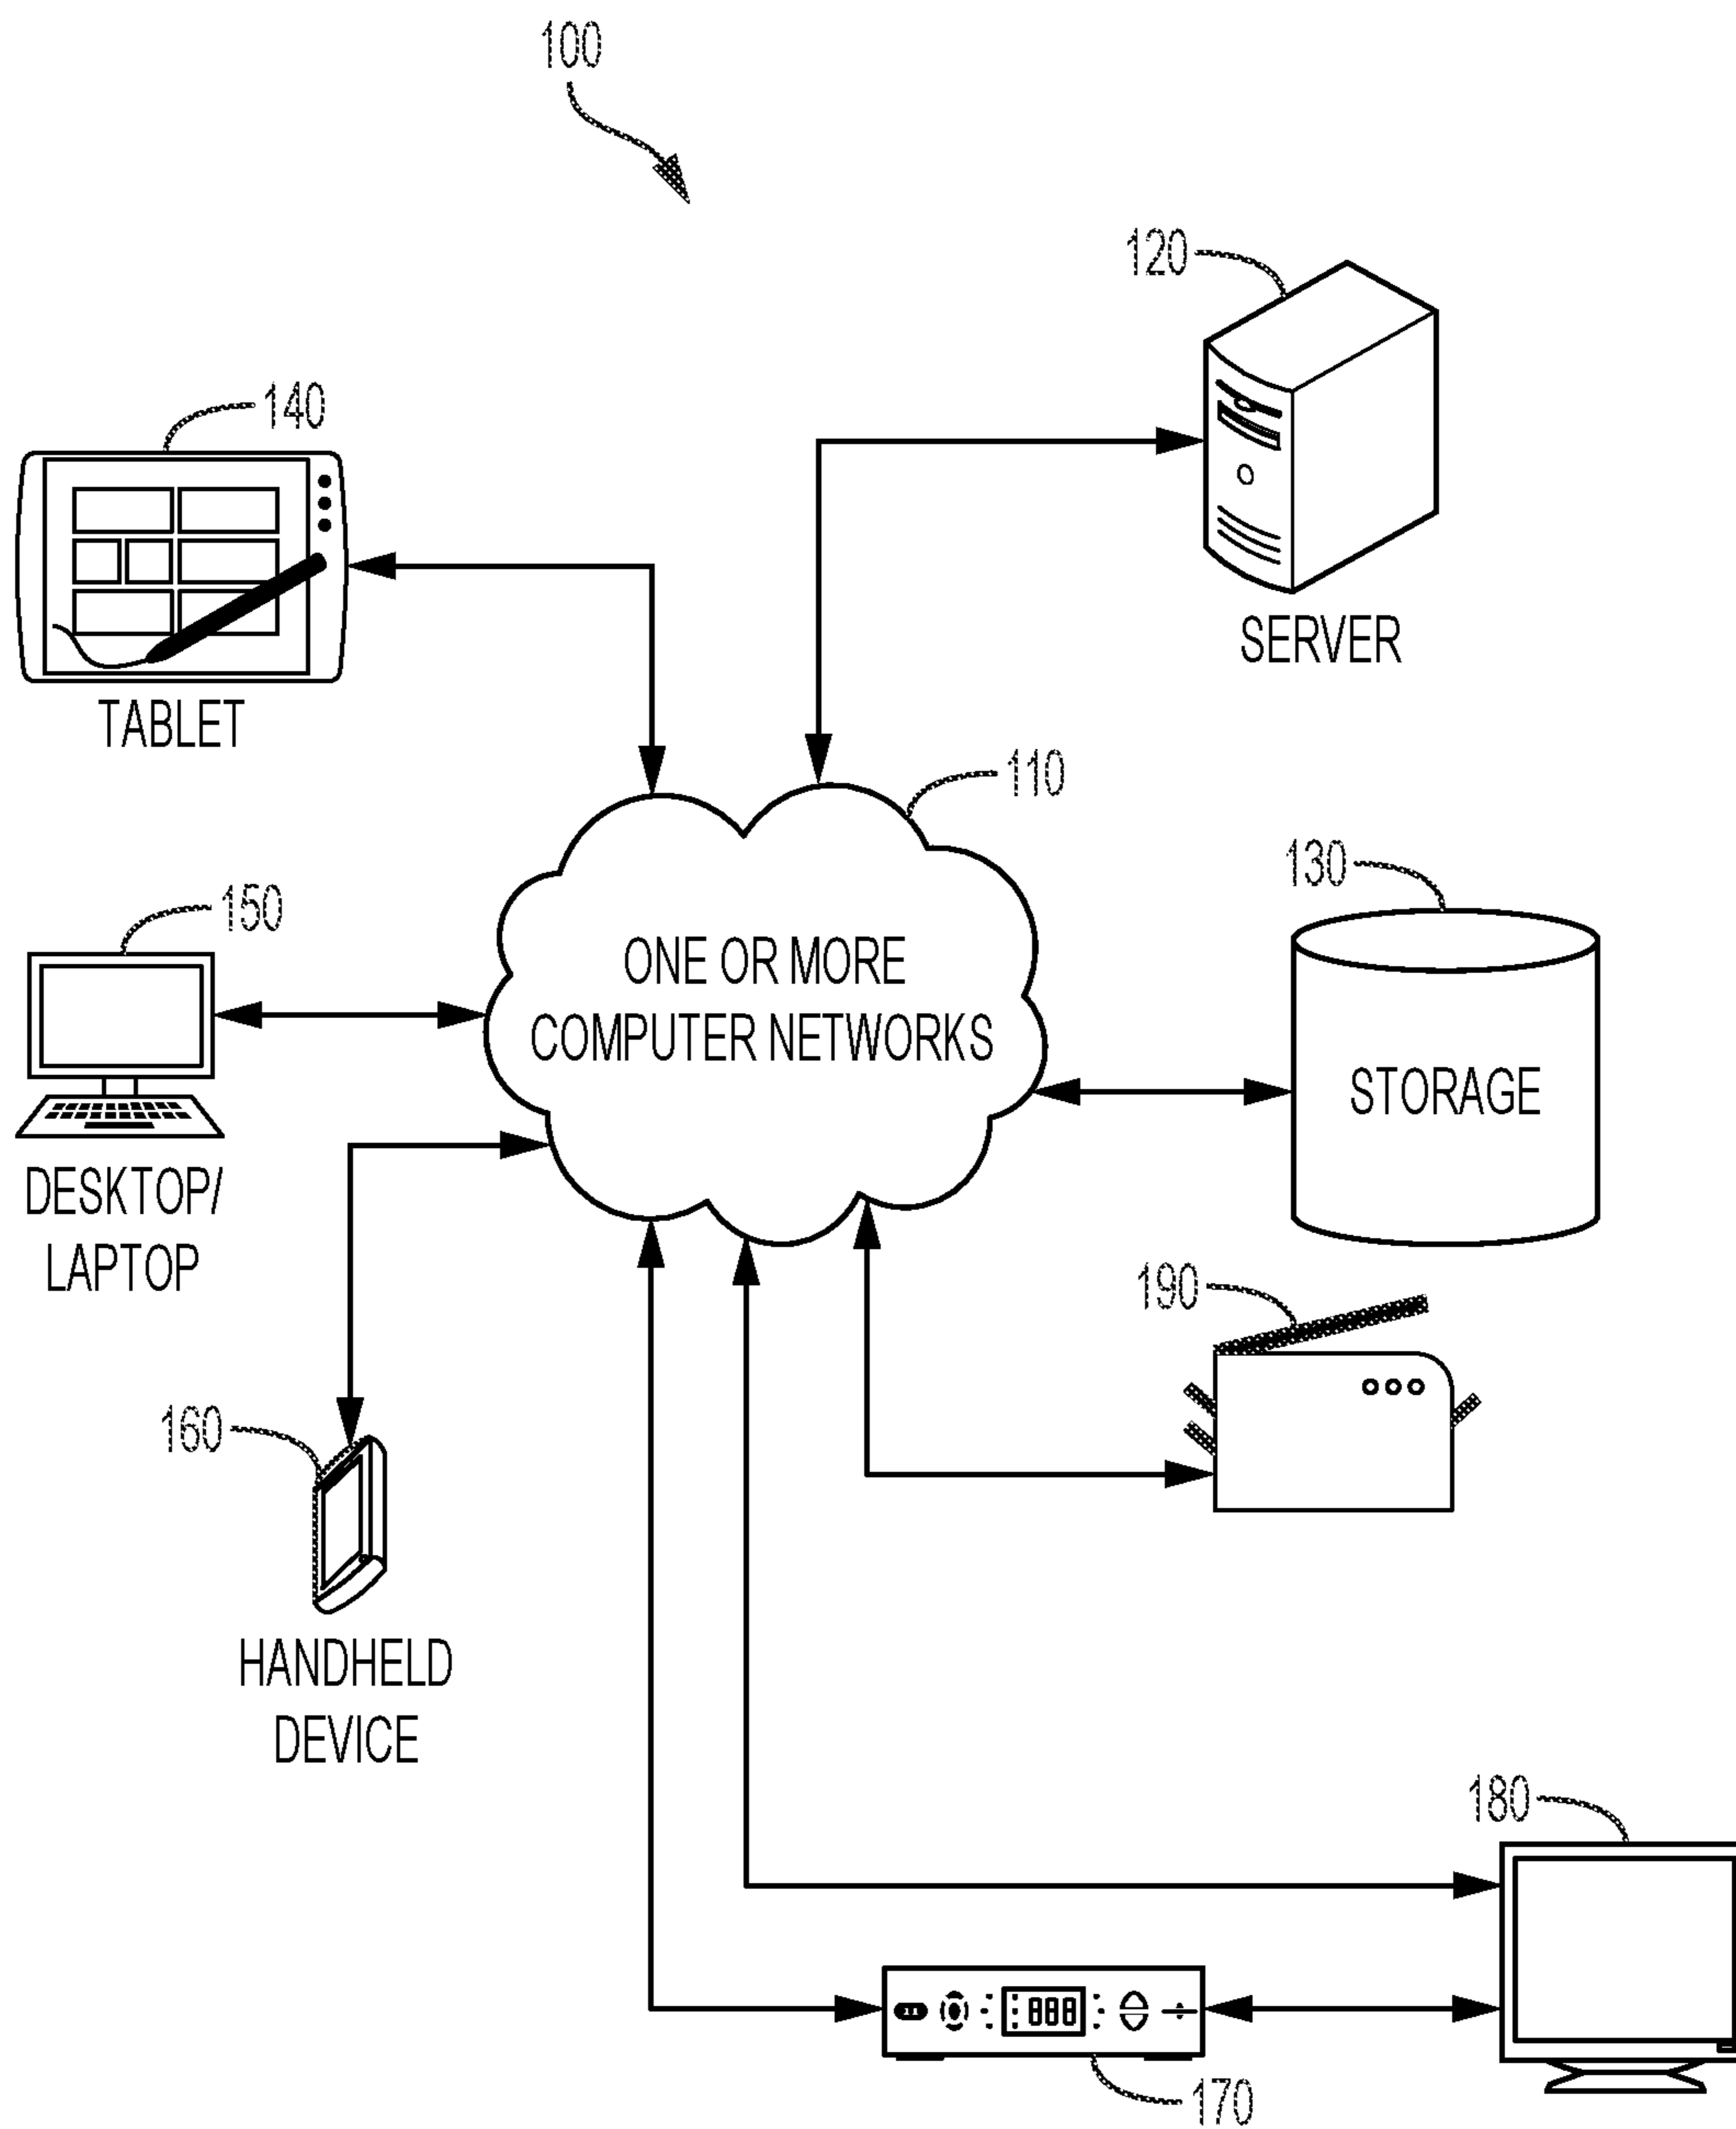 100
120
140
SERVER
TABLET
110
130
150
ONE OR MORE
COMPUTER NETWORKS
STORAGE
DESKTOP/
LAPTOP
190
160
HANDHELD
DEVICE
180
888
170